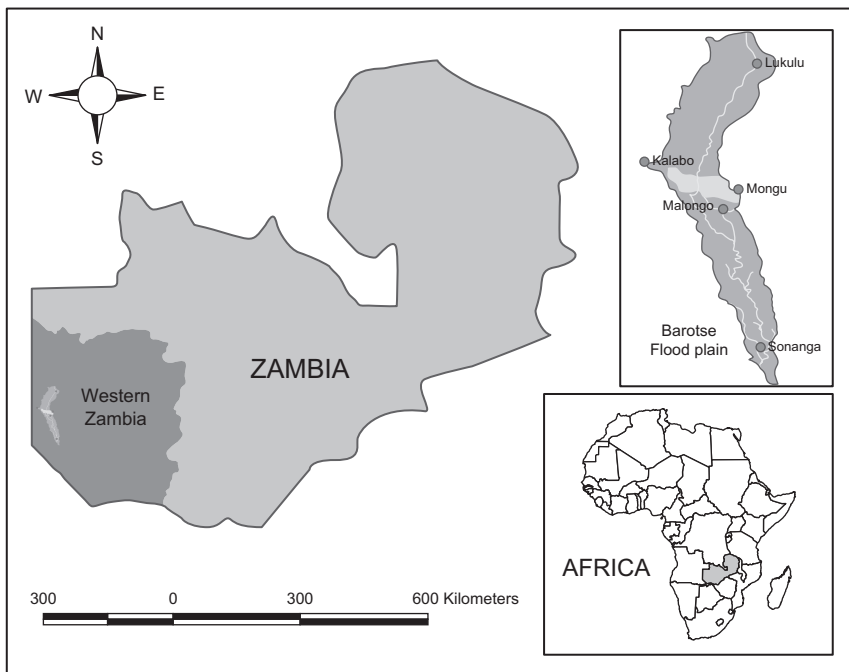 N
W
E
S
ZAMBIA
Western
Zambia
300
0
300
600 Kilometers
Lukulu
Kalabo
Mongu
Malongo
Barotse
Flood plain
Sonanga
AFRICA